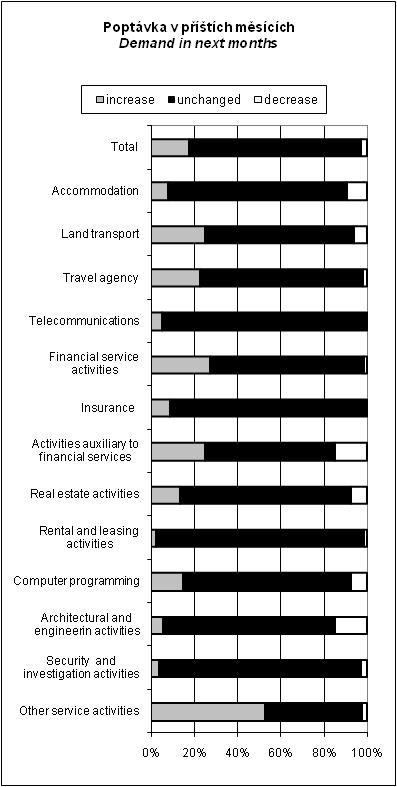 Poptávka v příštích měsících
Demand in next months
increase unchanged decrease
Total
Accommodation
Land transport
Travel agency
Telecommunications
Financial service
activities
Insurance
Activities auxiliary to
financial services
Real estate activities
Rental and leasing
activities
Computer programming
Architectural and
engineerin activities
Security and
investigation activities
Other service activities
0% 20% 40% 60% 80% 100%